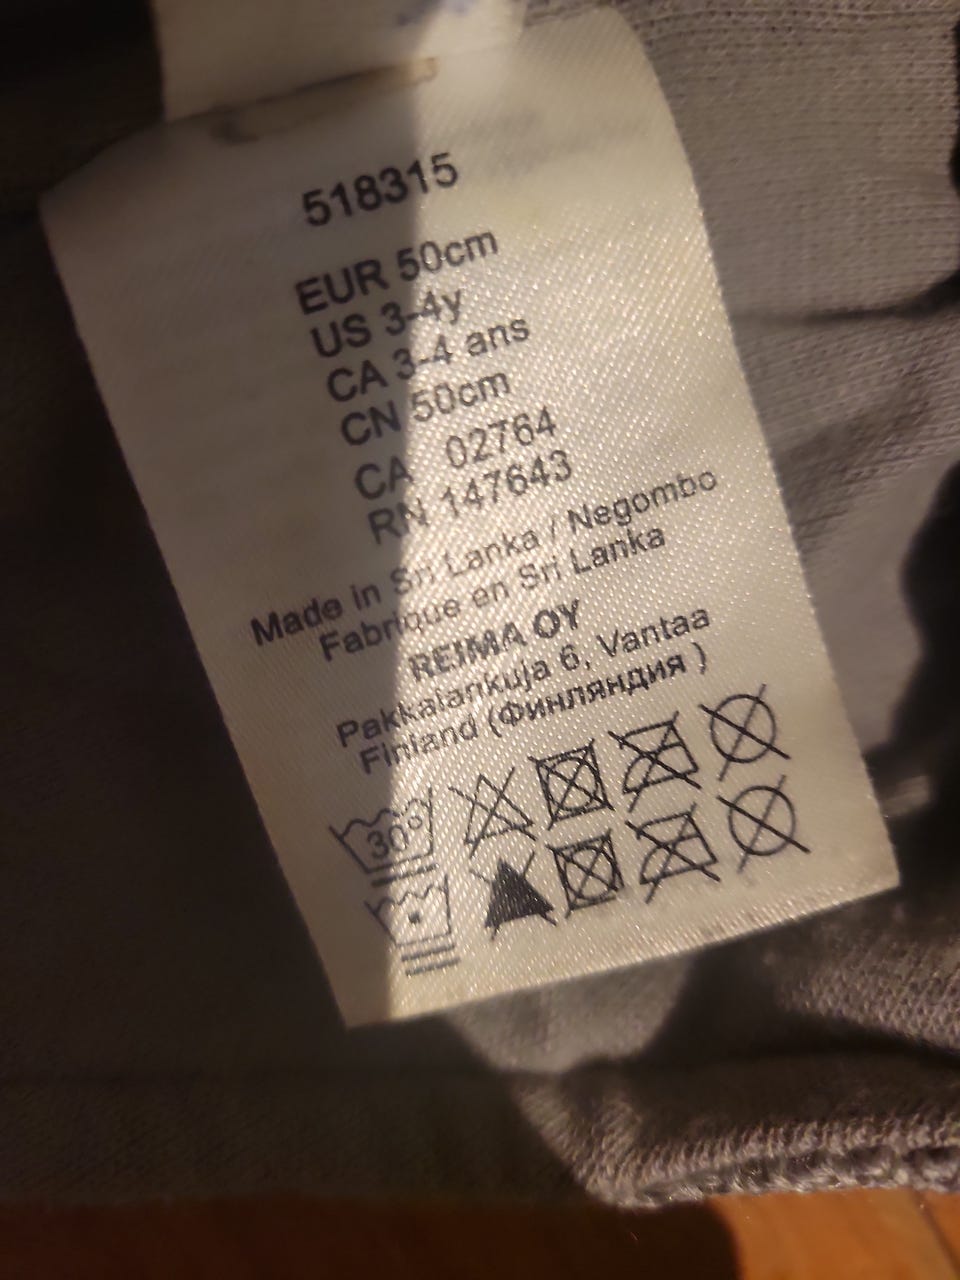 518315
EUR 50cm
US 3-4y
CA 3-4 ans
CN 50cm
CA 02764
RN 147643
Made in Sri Lanka / Negombo
Fabrique en Sri Lanka
REIMA OY
Pakkalankuja 6, Vantaa
Finland (Финляндия )
30°